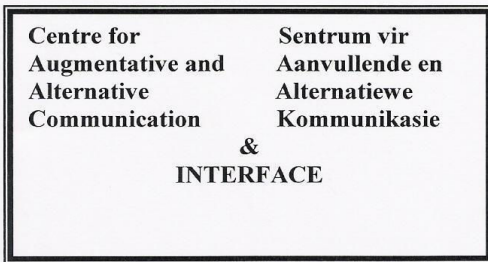 Centre for
Augmentative and
Alternative
Communication
Sentrum vir
Aanvullende en
Alternatiewe
Kommunikasie
&
INTERFACE